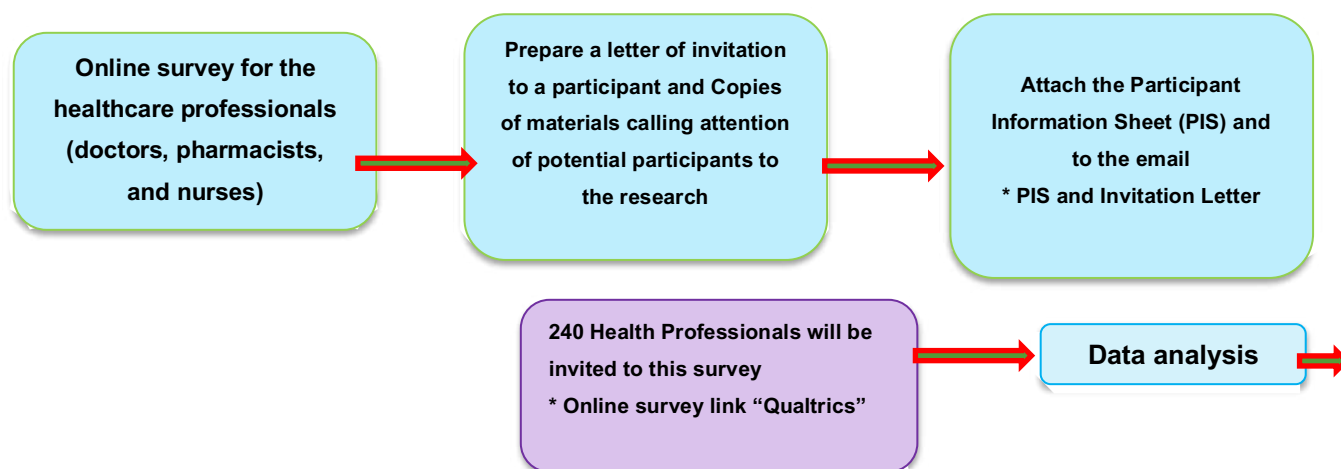 Online survey for the
healthcare professionals
(doctors, pharmacists,
and nurses)
Prepare a letter of invitation
to a participant and Copies
of materials calling attention
of potential participants to
the research
Attach the Participant
Information Sheet (PIS) and
to the email
* PIS and Invitation Letter
240 Health Professionals will be
invited to this survey
* Online survey link “Qualtrics”
Data analysis